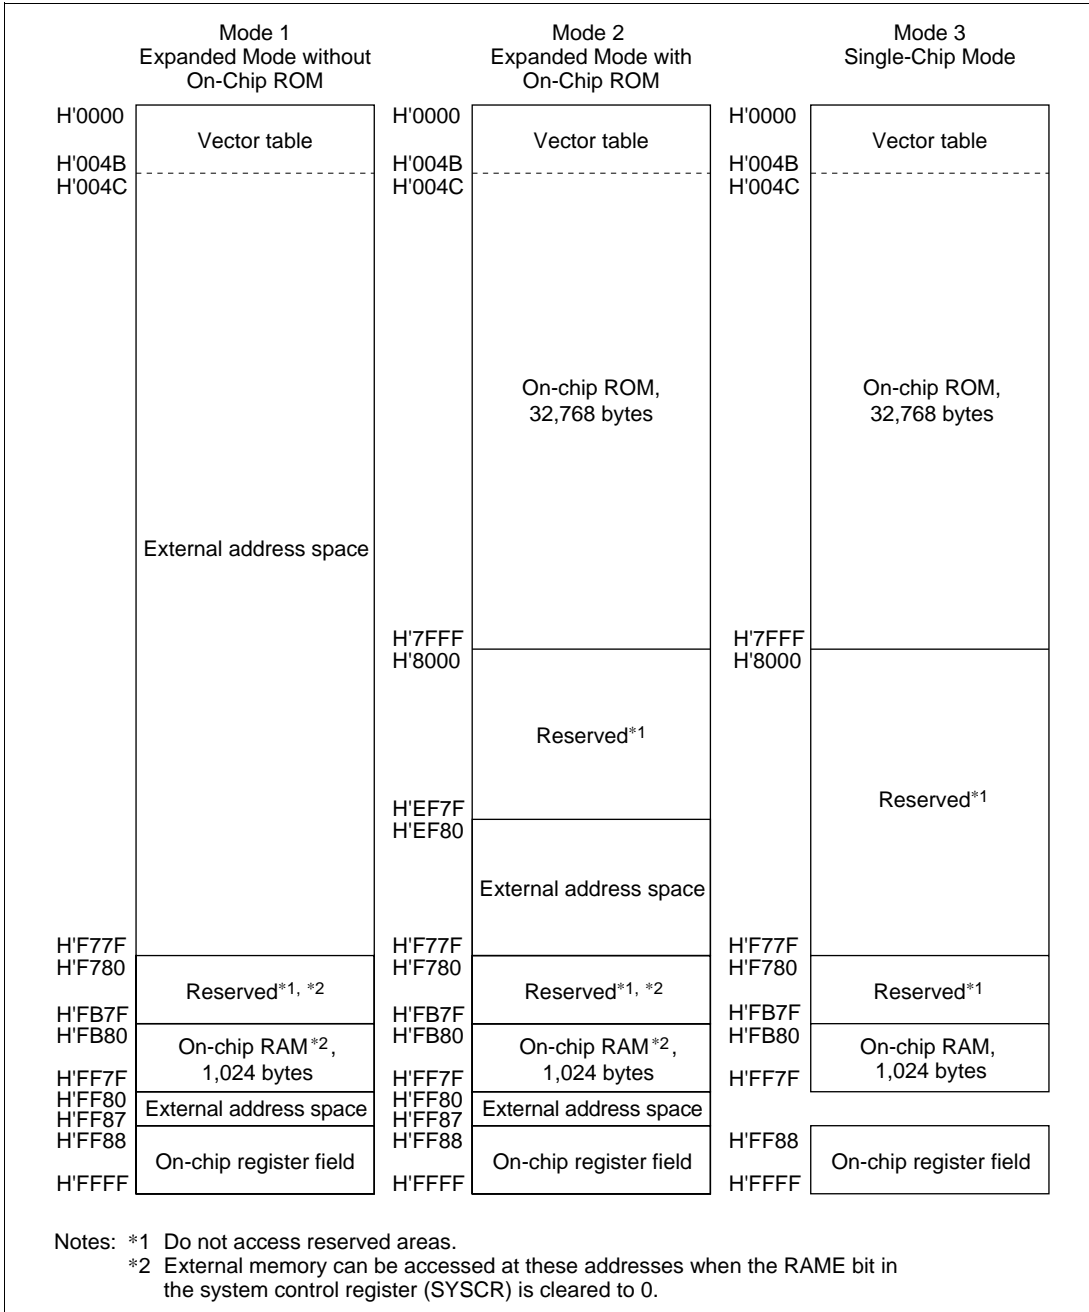 Mode 1
Expanded Mode without
On-Chip ROM
H'0000
Vector table
H'004B
H'004C
External address space
H'F77F
H'F780
Reserved*1, *2
H'FB7F
H'FB80
On-chip RAM*2,
1,024 bytes
H'FF7F
H'FF80
External address space
H'FF87
H'FF88
On-chip register field
H'FFFF
Mode 2
Expanded Mode with
On-Chip ROM
H'0000
Vector table
H'004B
H'004C
On-chip ROM,
32,768 bytes
H'7FFF
H'8000
Reserved*1
H'EF7F
H'EF80
External address space
H'F77F
H'F780
Reserved*1, *2
H'FB7F
H'FB80
On-chip RAM*2,
1,024 bytes
H'FF7F
H'FF80
External address space
H'FF87
H'FF88
On-chip register field
H'FFFF
Mode 3
Single-Chip Mode
H'0000
Vector table
H'004B
H'004C
On-chip ROM,
32,768 bytes
H'7FFF
H'8000
Reserved*1
H'F77F
H'F780
Reserved*1
H'FB7F
H'FB80
On-chip RAM,
1,024 bytes
H'FF7F
H'FF88
On-chip register field
H'FFFF
Notes: *1 Do not access reserved areas.
*2 External memory can be accessed at these addresses when the RAME bit in
the system control register (SYSCR) is cleared to 0.